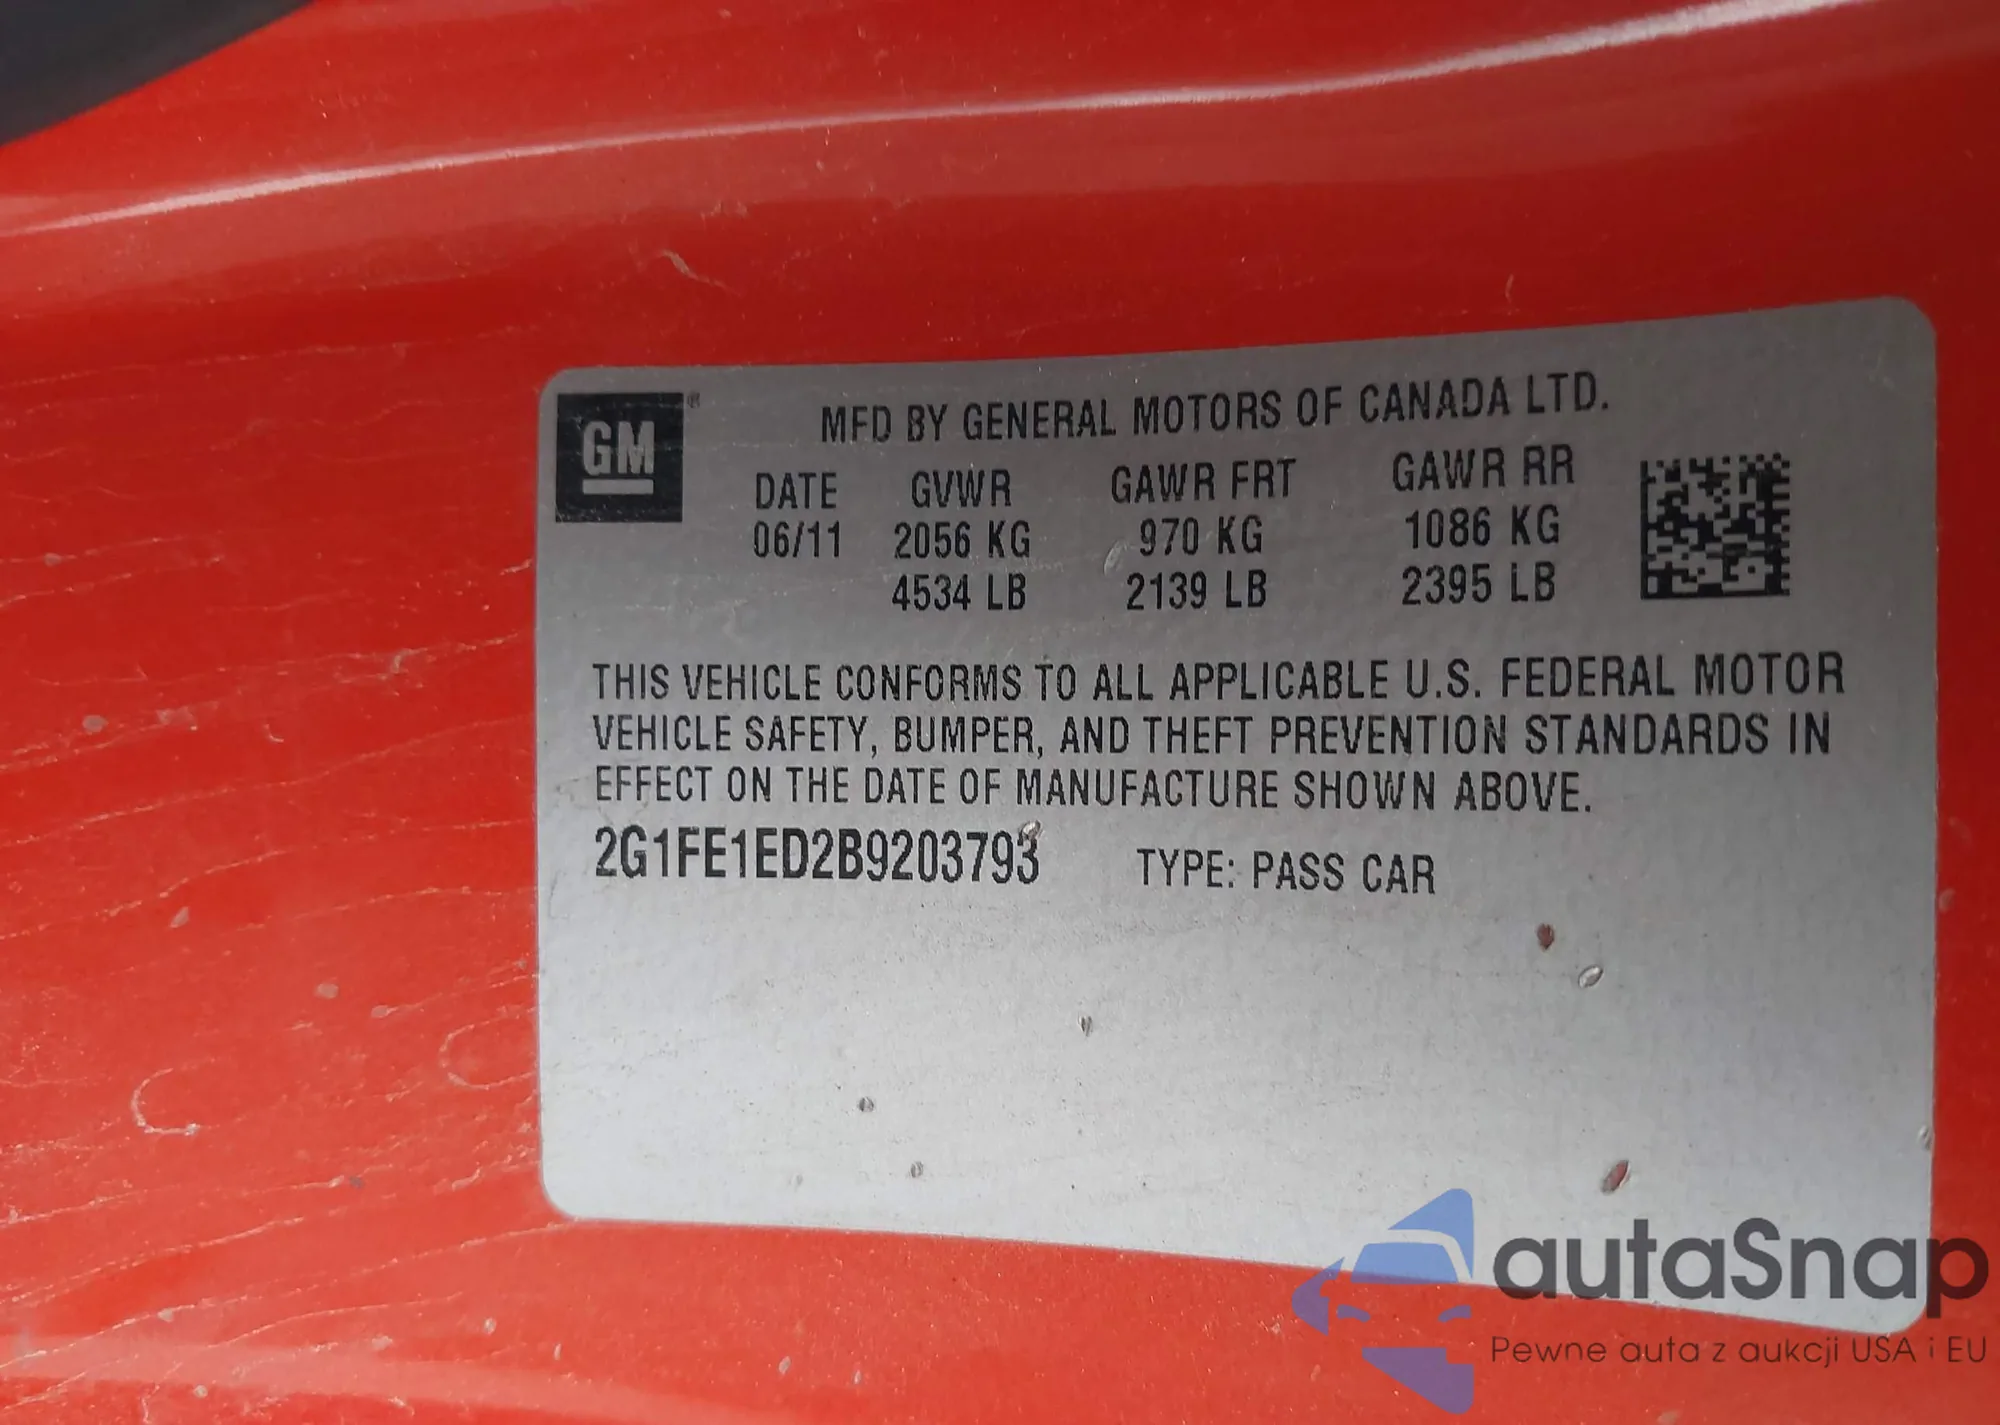 GM®
MFD BY GENERAL MOTORS OF CANADA LTD.
DATE GVWR GAWR FRT GAWR RR
06/11 2056 KG 970 KG 1086 KG
4534 LB 2139 LB 2395 LB
THIS VEHICLE CONFORMS TO ALL APPLICABLE U.S. FEDERAL MOTOR
VEHICLE SAFETY, BUMPER, AND THEFT PREVENTION STANDARDS IN
EFFECT ON THE DATE OF MANUFACTURE SHOWN ABOVE.
2G1FE1ED2B9203793 TYPE: PASS CAR
autaSnap
Pewne auta z aukcji USA i EU